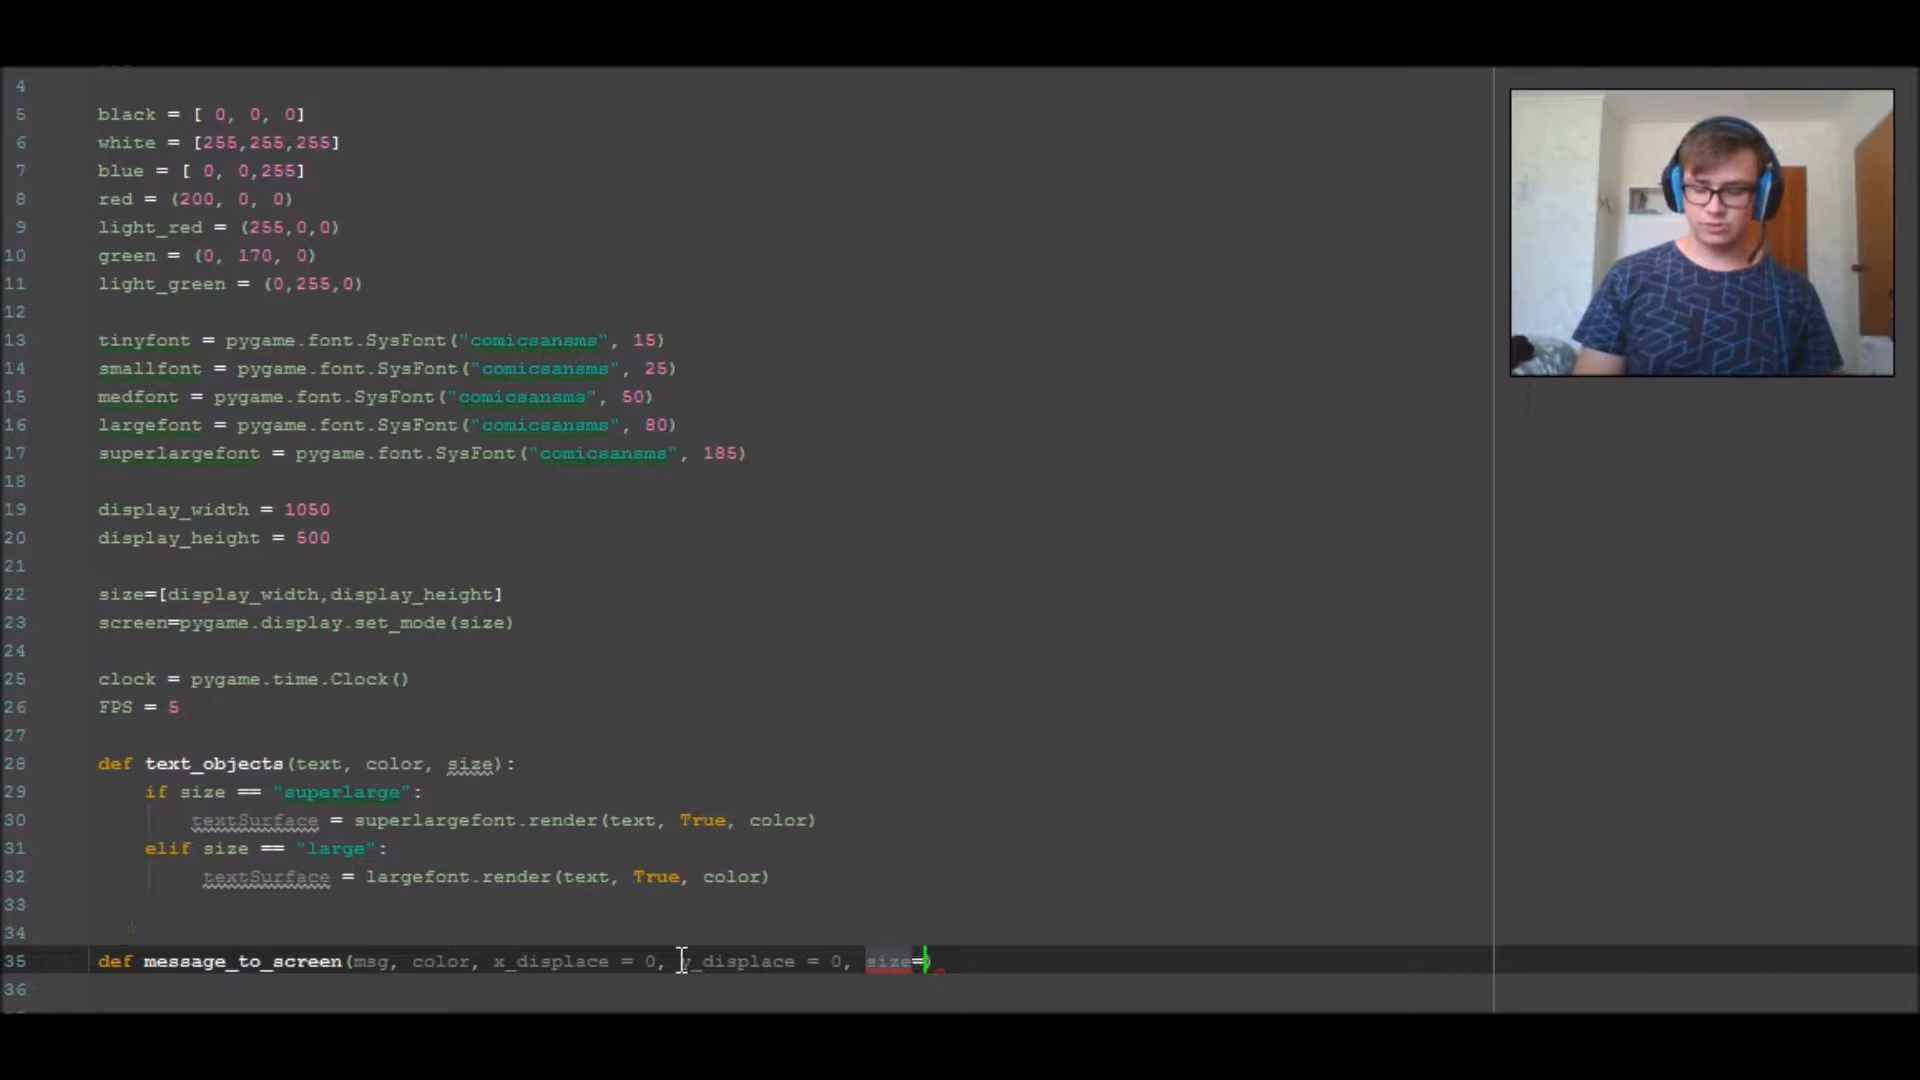 4
5 black = [ 0, 0, 0]
6 white = [255,255,255]
7 blue = [ 0, 0,255]
8 red = (200, 0, 0)
9 light_red = (255,0,0)
10 green = (0, 170, 0)
11 light_green = (0,255,0)
12
13 tinyfont = pygame.font.SysFont("comicsansms", 15)
14 smallfont = pygame.font.SysFont("comicsansms", 25)
15 medfont = pygame.font.SysFont("comicsansms", 50)
16 largefont = pygame.font.SysFont("comicsansms", 80)
17 superlargefont = pygame.font.SysFont("comicsansms", 185)
18
19 display_width = 1050
20 display_height = 500
21
22 size=[display_width,display_height]
23 screen=pygame.display.set_mode(size)
24
25 clock = pygame.time.Clock()
26 FPS = 5
27
28 def text_objects(text, color, size):
29 if size == "superlarge":
30 textSurface = superlargefont.render(text, True, color)
31 elif size == "large":
32 textSurface = largefont.render(text, True, color)
33
34
35 def message_to_screen(msg, color, x_displace = 0, y_displace = 0, size=)
36